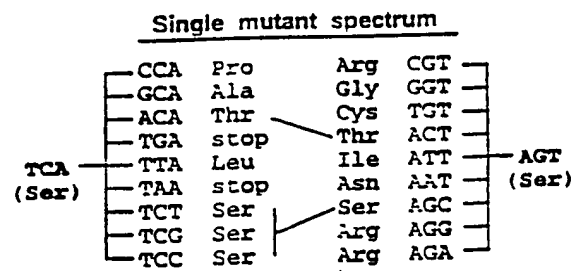 Single mutant spectrum
CCA Pro Arg CGT
GCA Ala Gly GGT
ACA Thr Cys TGT
TGA stop Thr ACT
TCA TTA Leu Ile ATT AGT
(Ser) TAA stop Asn AAT (Ser)
TCT Ser Ser AGC
TCG Ser Arg AGG
TCC Ser Arg AGA